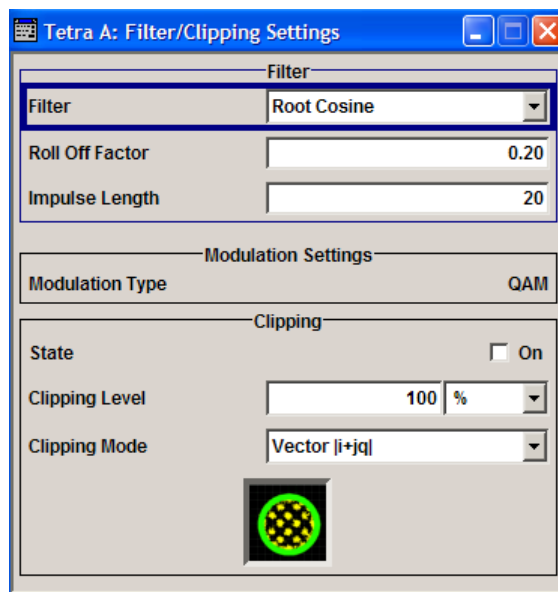 Tetra A: Filter/Clipping Settings
Filter
Filter Root Cosine
Roll Off Factor 0.20
Impulse Length 20
Modulation Settings
Modulation Type QAM
Clipping
State On
Clipping Level 100 %
Clipping Mode Vector |i+jq|